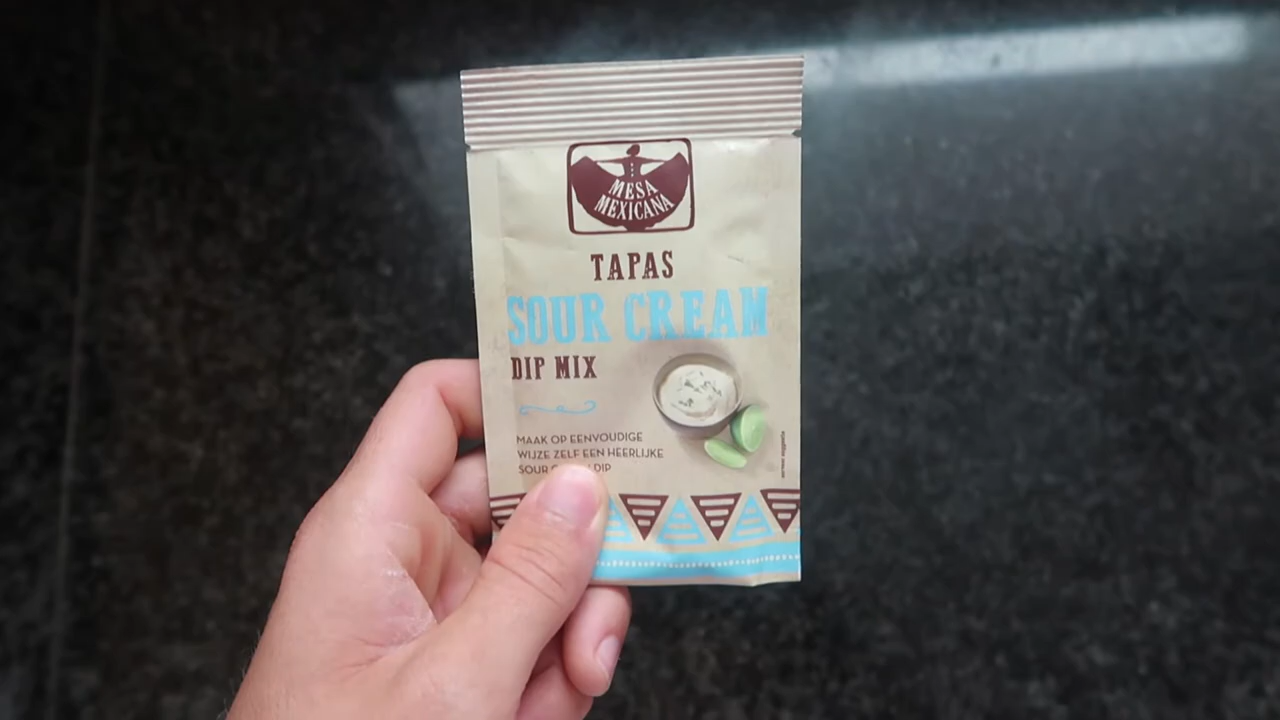 MESA
MEXICANA
TAPAS
SOUR CREAM
DIP MIX
MAAK OP EENVOUDIGE
WIJZE ZELF EEN HEERLIJKE
SOUR DIP